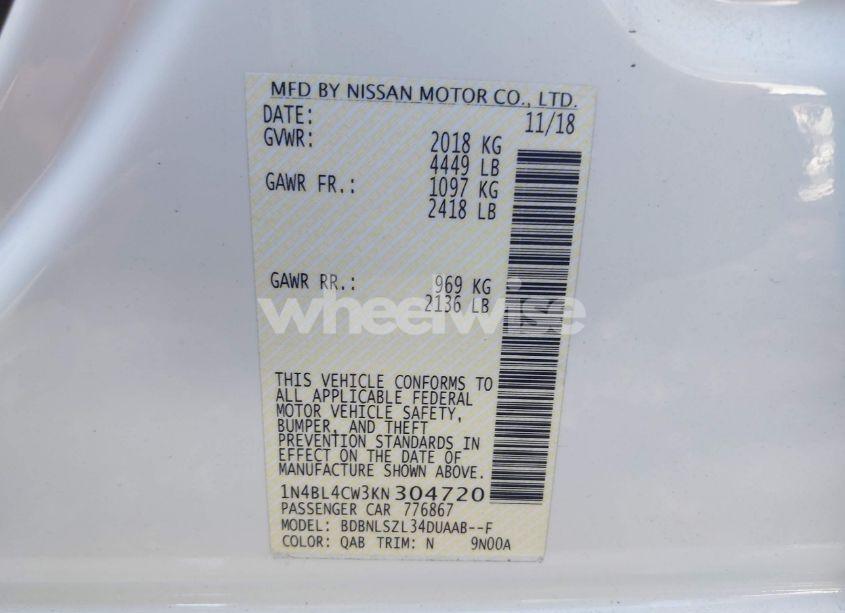 MFD BY NISSAN MOTOR CO., LTD.
DATE: 11/18
GVWR: 2018 KG
4449 LB
GAWR FR.: 1097 KG
2418 LB
GAWR RR.: 969 KG
2136 LB
wheelwise
THIS VEHICLE CONFORMS TO
ALL APPLICABLE FEDERAL
MOTOR VEHICLE SAFETY,
BUMPER, AND THEFT
PREVENTION STANDARDS IN
EFFECT ON THE DATE OF
MANUFACTURE SHOWN ABOVE.
1N4BL4CW3KN304720
PASSENGER CAR 776867
MODEL: BDBNLSZL34DUAAB--F
COLOR: QAB TRIM: N 9N00A